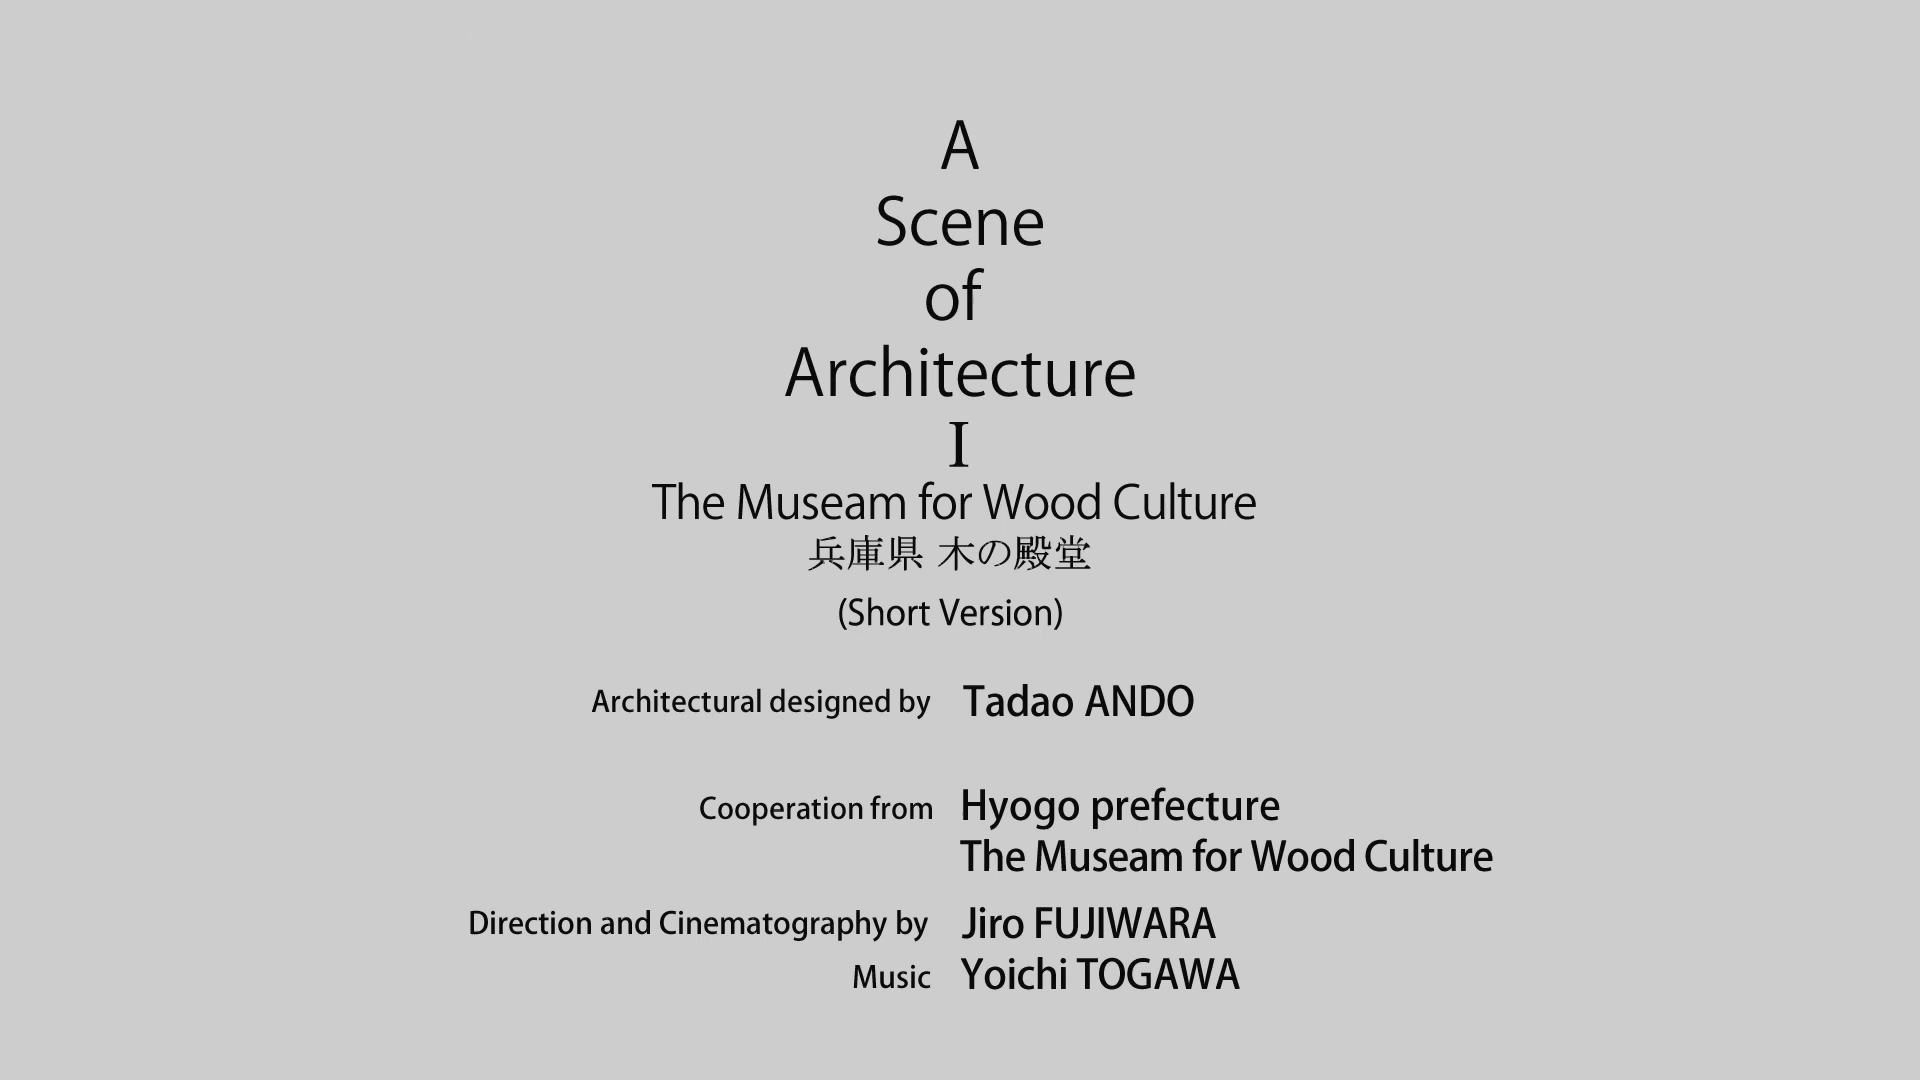 A
Scene
of
Architecture
I
The Museam for Wood Culture
兵庫県 木の殿堂
(Short Version)
Architectural designed by Tadao ANDO
Cooperation from Hyogo prefecture
The Museam for Wood Culture
Direction and Cinematography by Jiro FUJIWARA
Music Yoichi TOGAWA